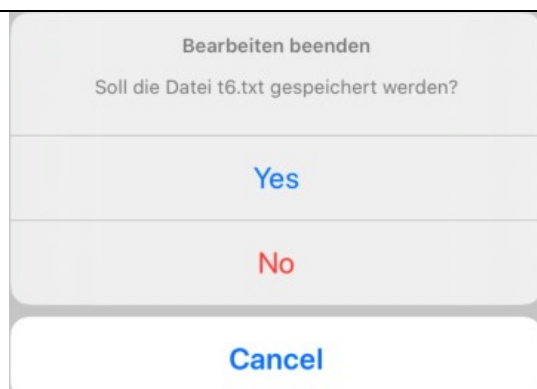 Bearbeiten beenden
Soll die Datei t6.txt gespeichert werden?
Yes
No
Cancel